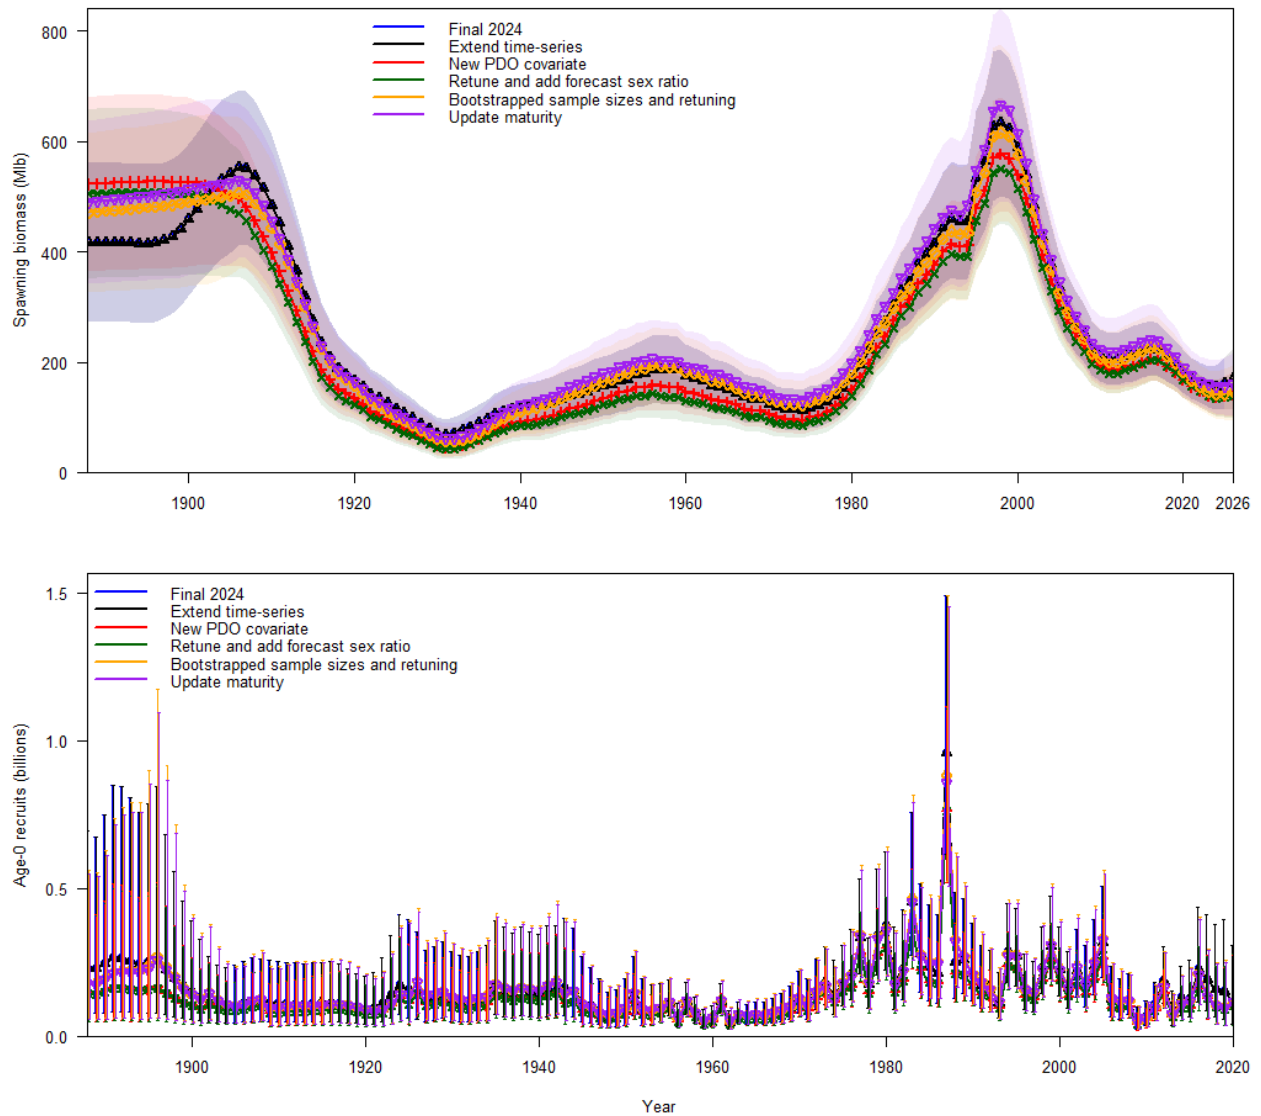 800
600
400
200
0
Spawning biomass (Mlb)
Final 2024
Extend time-series
New PDO covariate
Retune and add forecast sex ratio
Bootstrapped sample sizes and retuning
Update maturity
1900 1920 1940 1960 1980 2000 2020 2026
1.5
1.0
0.5
0.0
Age-0 recruits (billions)
Final 2024
Extend time-series
New PDO covariate
Retune and add forecast sex ratio
Bootstrapped sample sizes and retuning
Update maturity
1900 1920 1940 1960 1980 2000 2020
Year